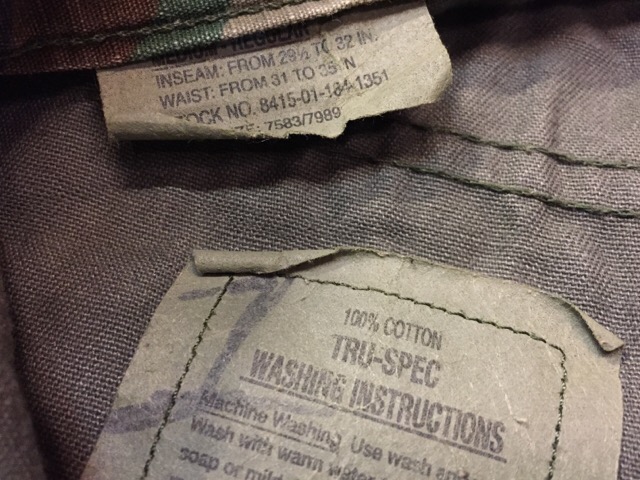 MEDIUM - REGULAR
INSEAM: FROM 29½ TO 32 IN.
WAIST: FROM 31 TO 35 IN
STOCK NO. 8415-01-184-1351
7583/7989
100% COTTON
TRU-SPEC
WASHING INSTRUCTIONS
Machine Washing. Use wash and
Wash with warm water
soap or mild